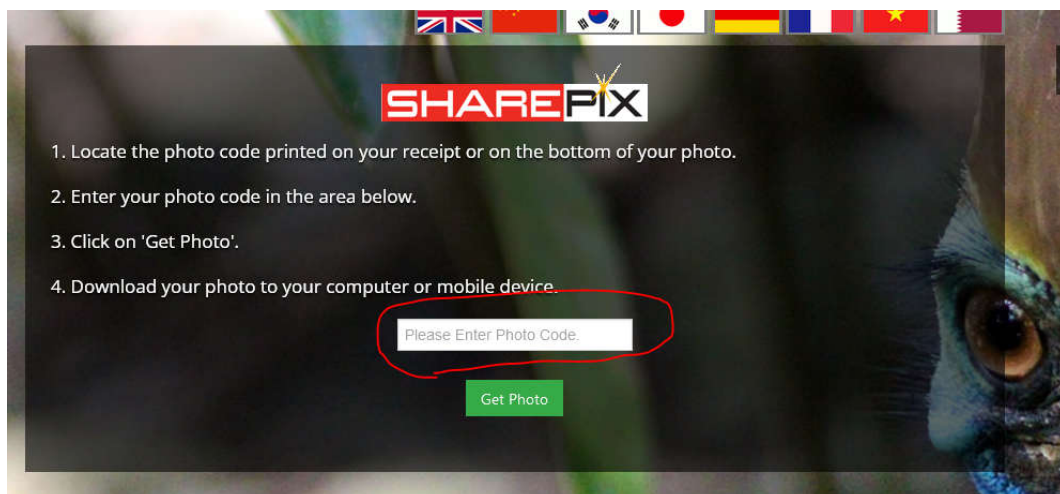 SHAREPIX
1. Locate the photo code printed on your receipt or on the bottom of your photo.
2. Enter your photo code in the area below.
3. Click on 'Get Photo'.
4. Download your photo to your computer or mobile device.
Please Enter Photo Code.
Get Photo